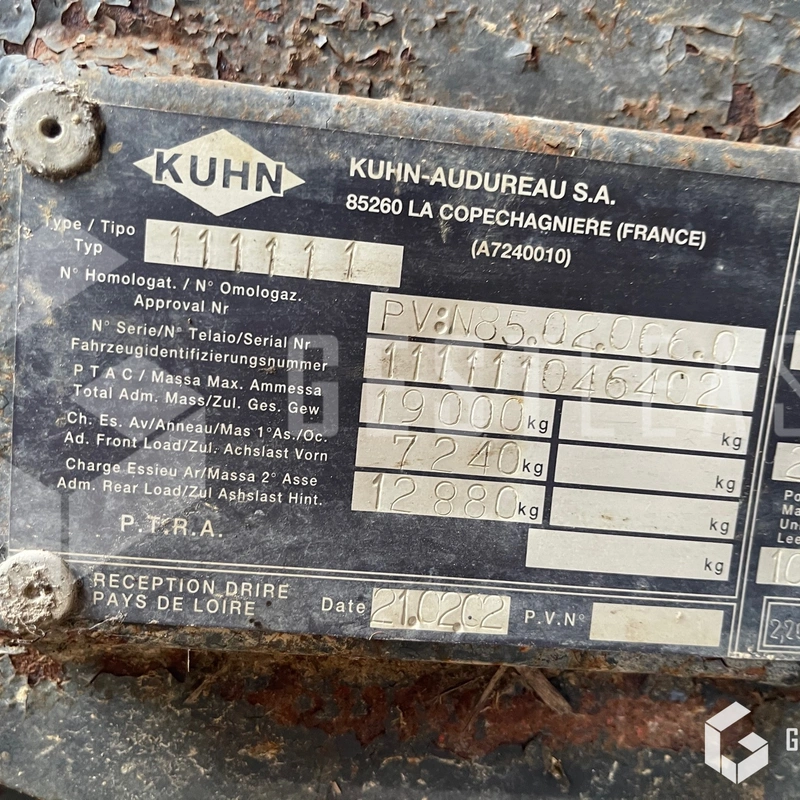 KUHN
KUHN-AUDUREAU S.A.
85260 LA COPECHAGNIERE (FRANCE)
(A7240010)
Type / Tipo
Typ
111111
N° Homologat. / N° Omologaz.
Approval Nr
PV:N85.02.006.0
N° Serie/N° Telaio/Serial Nr
Fahrzeugidentifizierungsnummer
111111046402
P T A C / Massa Max. Ammessa
Total Adm. Mass/Zul. Ges. Gew
19000 kg
kg
Ch. Es. Av/Anneau/Mas 1°As./Oc.
Ad. Front Load/Zul. Achslast Vorn
7240 kg
kg
Charge Essieu Ar/Massa 2° Asse
Adm. Rear Load/Zul Ashslast Hint.
12880 kg
kg
P.T.R.A.
kg
RECEPTION DRIRE
PAYS DE LOIRE
Date
21.02.02
P.V.N°